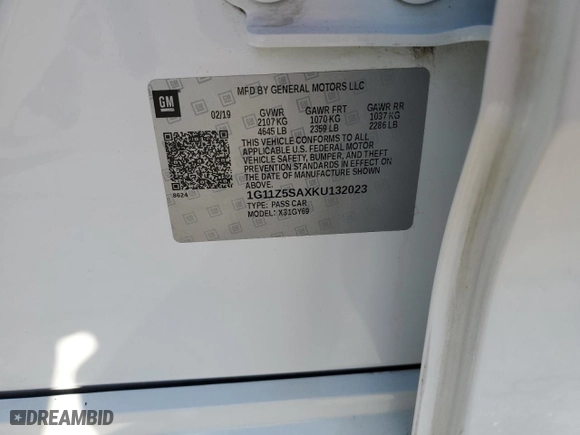 GM
MFD BY GENERAL MOTORS LLC
02/19 GVWR GAWR FRT GAWR RR
2107 KG 1070 KG 1037 KG
4645 LB 2359 LB 2286 LB
THIS VEHICLE CONFORMS TO ALL
APPLICABLE U.S. FEDERAL MOTOR
VEHICLE SAFETY, BUMPER, AND THEFT
PREVENTION STANDARDS IN EFFECT ON
THE DATE OF MANUFACTURE SHOWN
ABOVE.
8624
1G11Z5SAXKU132023
TYPE: PASS CAR
MODEL: X31GY69
DREAMBID